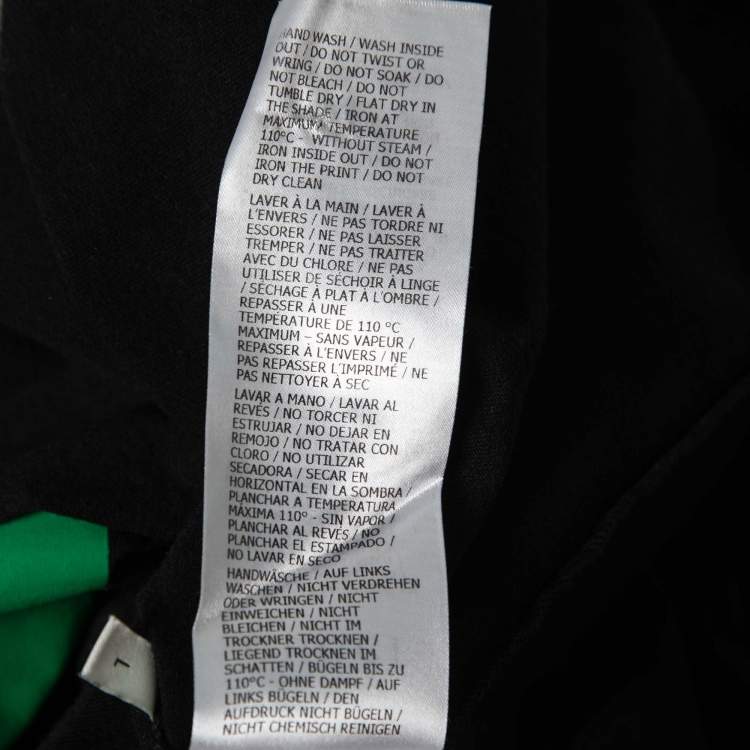 HAND WASH / WASH INSIDE
OUT / DO NOT TWIST OR
WRING / DO NOT SOAK / DO
NOT BLEACH / DO NOT
TUMBLE DRY / FLAT DRY IN
THE SHADE / IRON AT
MAXIMUM TEMPERATURE
110°C - WITHOUT STEAM /
IRON INSIDE OUT / DO NOT
IRON THE PRINT / DO NOT
DRY CLEAN
LAVER À LA MAIN / LAVER À
L'ENVERS / NE PAS TORDRE NI
ESSORER / NE PAS LAISSER
TREMPER / NE PAS TRAITER
AVEC DU CHLORE / NE PAS
UTILISER DE SÉCHOIR À LINGE
/ SÉCHAGE À PLAT À L'OMBRE /
REPASSER À UNE
TEMPÉRATURE DE 110 °C
MAXIMUM – SANS VAPEUR /
REPASSER À L'ENVERS / NE
PAS REPASSER L'IMPRIMÉ / NE
PAS NETTOYER À SEC
LAVAR A MANO / LAVAR AL
REVÉS / NO TORCER NI
ESTRUJAR / NO DEJAR EN
REMOJO / NO TRATAR CON
CLORO / NO UTILIZAR
SECADORA / SECAR EN
HORIZONTAL EN LA SOMBRA /
PLANCHAR A TEMPERATURA
MÁXIMA 110° - SIN VAPOR /
PLANCHAR AL REVÉS / NO
PLANCHAR EL ESTAMPADO /
NO LAVAR EN SECO
HANDWÄSCHE / AUF LINKS
WASCHEN / NICHT VERDREHEN
ODER WRINGEN / NICHT
EINWEICHEN / NICHT
BLEICHEN / NICHT IM
TROCKNER TROCKNEN /
LIEGEND TROCKNEN IM
SCHATTEN / BÜGELN BIS ZU
110°C - OHNE DAMPF / AUF
LINKS BÜGELN / DEN
AUFDRUCK NICHT BÜGELN /
NICHT CHEMISCH REINIGEN